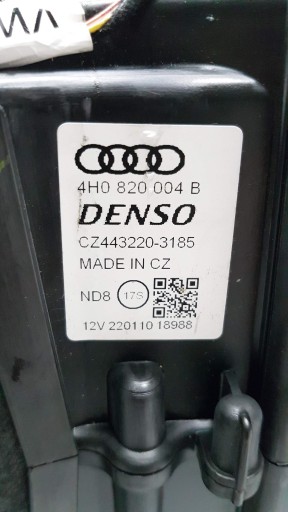 4H0 820 004 B
DENSO
CZ443220-3185
MADE IN CZ
ND8 17S
12V 220110 18988